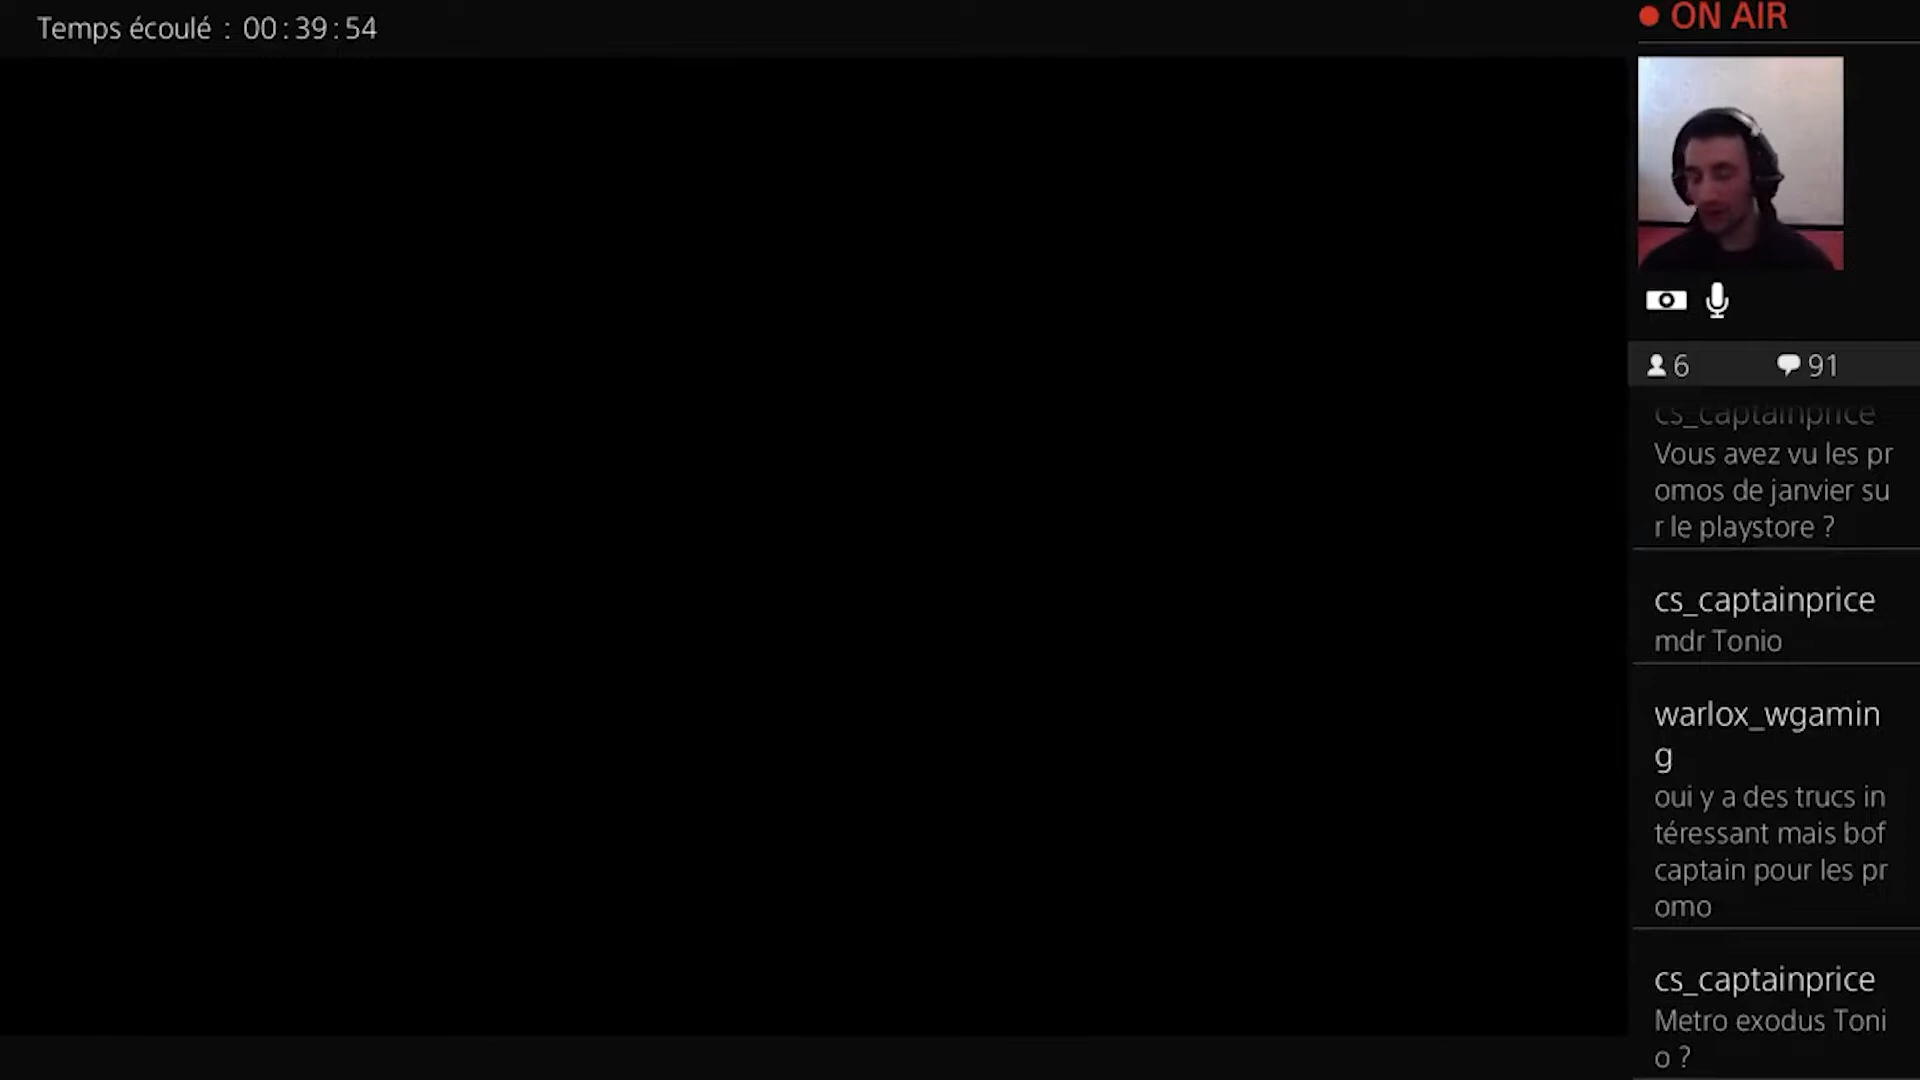 Temps écoulé : 00:39:54
ON AIR
6
91
cs_captainprice
Vous avez vu les pr
omos de janvier su
r le playstore ?
cs_captainprice
mdr Tonio
warlox_wgamin
g
oui y a des trucs in
téressant mais bof
captain pour les pr
omo
cs_captainprice
Metro exodus Toni
o ?